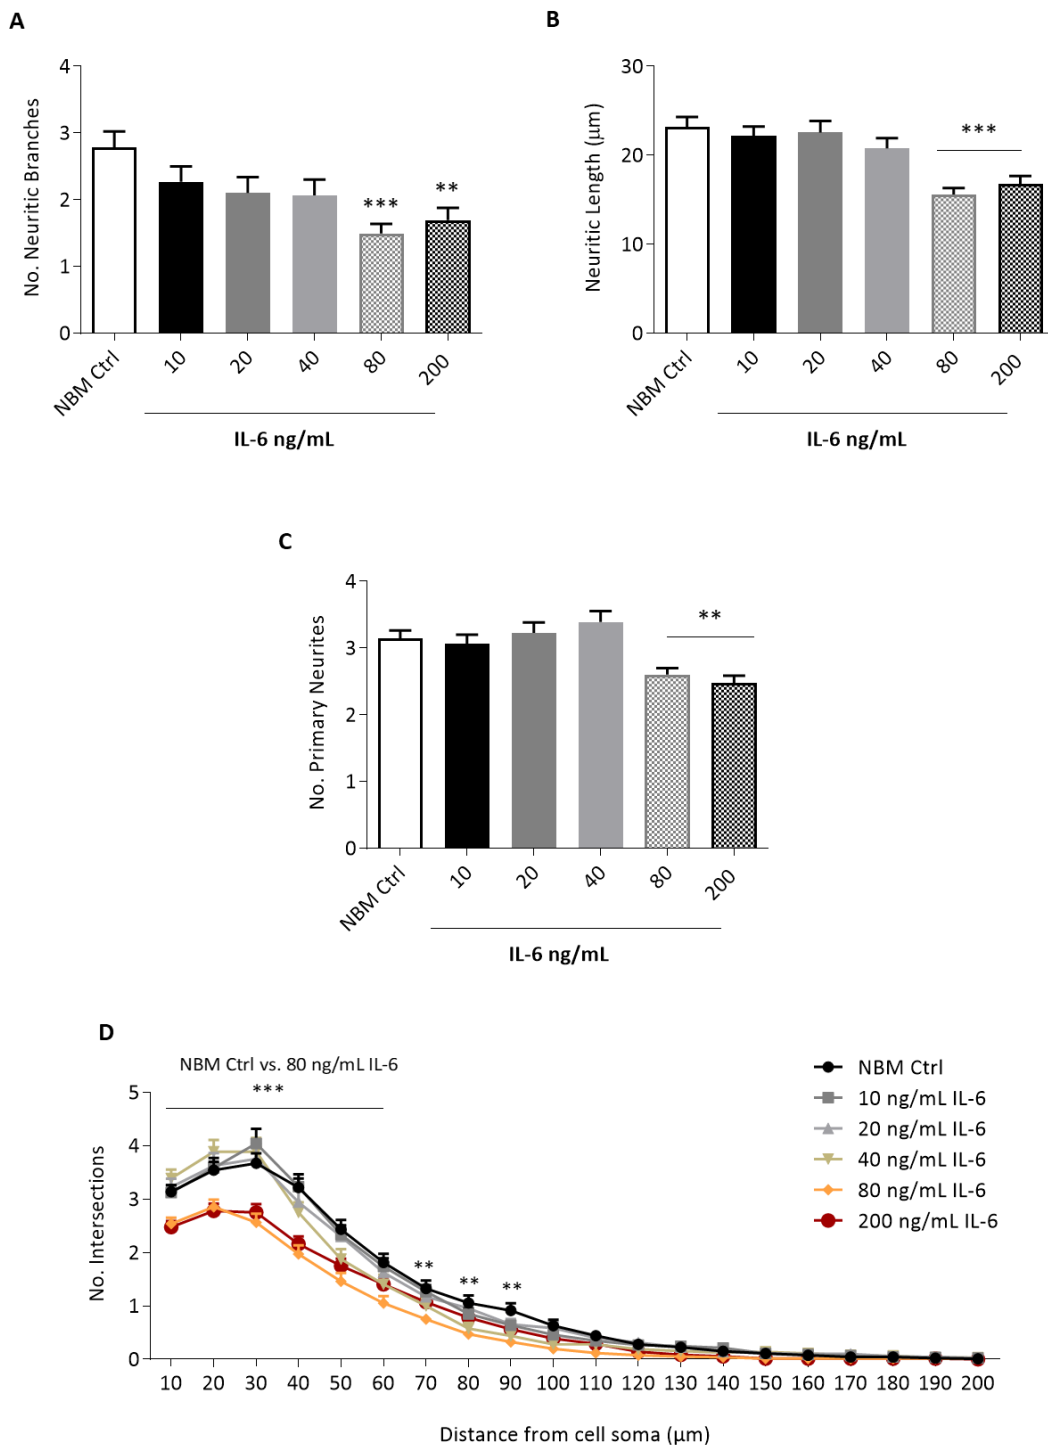 A
4
3
2
1
0
No. Neuritic Branches
***
**
NBM Ctrl
10
20
40
80
200
IL-6 ng/mL
B
30
20
10
0
Neuritic Length (μm)
***
NBM Ctrl
10
20
40
80
200
IL-6 ng/mL
C
4
3
2
1
0
No. Primary Neurites
**
NBM Ctrl
10
20
40
80
200
IL-6 ng/mL
D
NBM Ctrl vs. 80 ng/mL IL-6
***
5
4
3
2
1
0
No. Intersections
**
**
**
NBM Ctrl
10 ng/mL IL-6
20 ng/mL IL-6
40 ng/mL IL-6
80 ng/mL IL-6
200 ng/mL IL-6
10 20 30 40 50 60 70 80 90 100 110 120 130 140 150 160 170 180 190 200
Distance from cell soma (μm)